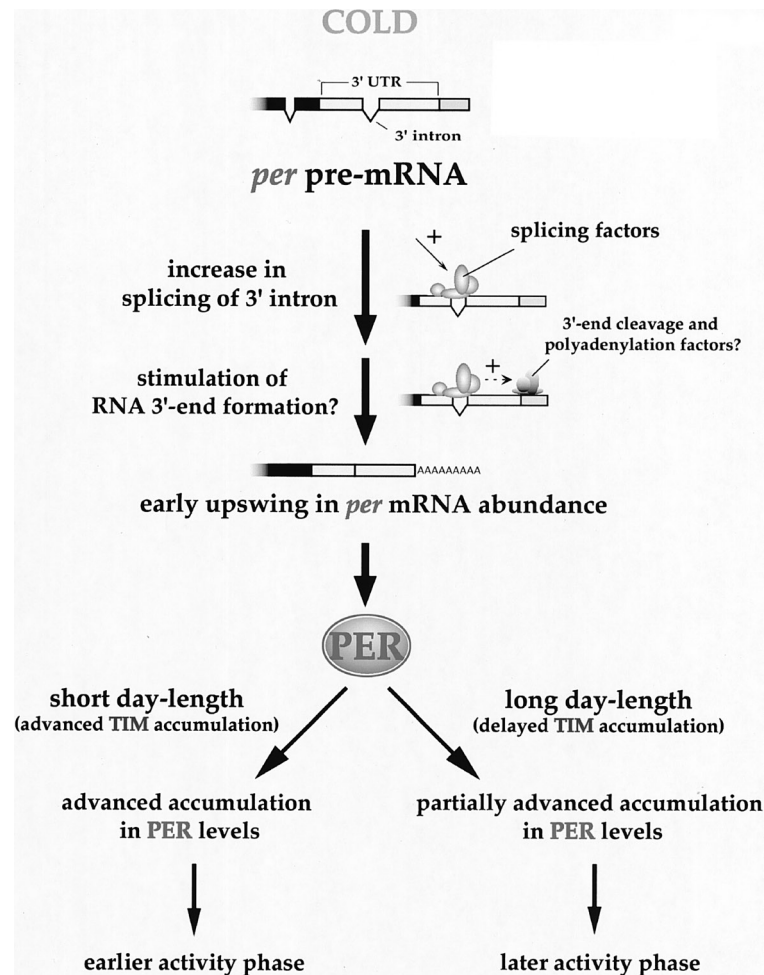 COLD
3' UTR
3' intron
per pre-mRNA
increase in
splicing of 3' intron
+
splicing factors
stimulation of
RNA 3'-end formation?
3'-end cleavage and
polyadenylation factors?
+
AAAAAAAAA
early upswing in per mRNA abundance
PER
short day-length
(advanced TIM accumulation)
long day-length
(delayed TIM accumulation)
advanced accumulation
in PER levels
partially advanced accumulation
in PER levels
earlier activity phase
later activity phase